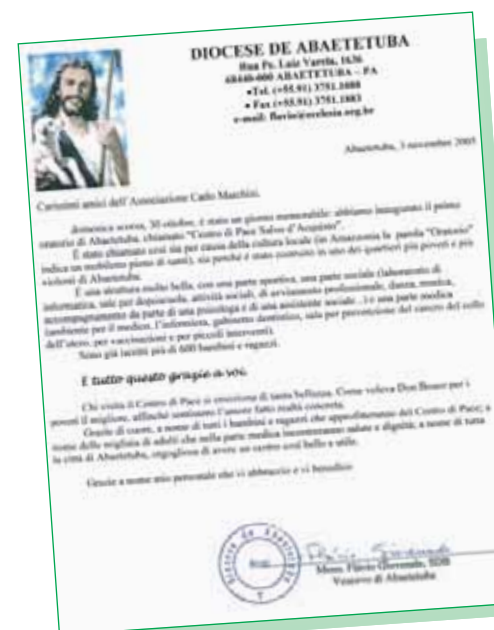 DIOCESE DE ABAETETUBA
Rua Pe. Luiz Varela, 1636
68440-000 ABAETETUBA – PA
•Tel. (+55.91) 3751.1088
• Fax (+55.91) 3751.1883
e-mail: flavio@ecclesia.org.br
Abaetetuba, 3 novembre 2005
Carissimi amici dell'Associazione Carlo Marchini,
domenica scorsa, 30 ottobre, è stato un giorno memorabile: abbiamo inaugurato il primo
oratorio di Abaetetuba, chiamato "Centro di Pace Salvo d'Acquisto".
È stato chiamato così sia per causa della cultura locale (in Amazzonia la parola "Oratorio"
indica un mobiletto pieno di santi), sia perché è stato costruito in uno dei quartieri più poveri e più
violenti di Abaetetuba.
È una struttura molto bella, con una parte sportiva, una parte sociale (laboratorio di
informatica, sale per doposcuola, attività sociali, di avviamento professionale, danza, musica,
accompagnamento da parte di una psicologa e di una assistente sociale...) e una parte medica
(ambiente per il medico, l'infermiera, gabinetto dentistico, sala per prevenzione del cancro del collo
dell'utero, per vaccinazioni e per piccoli interventi).
Sono già iscritti più di 600 bambini e ragazzi.
E tutto questo grazie a voi.
Chi visita il Centro di Pace si emoziona di tanta bellezza. Come voleva Don Bosco: per i
poveri il migliore, affinché sentissero l'amore fatto realtà concreta.
Grazie di cuore, a nome di tutti i bambini e ragazzi che approfitteranno del Centro di Pace; a
nome delle migliaia di adulti che nella parte medica incontreranno salute e dignità; a nome di tutta
la città di Abaetetuba, orgogliosa di avere un centro così bello e utile.
Grazie a nome mio personale che vi abbraccio e vi benedico
Diocese de Abaetetuba
Mons. Flávio Giovenale, SDB
Vescovo di Abaetetuba